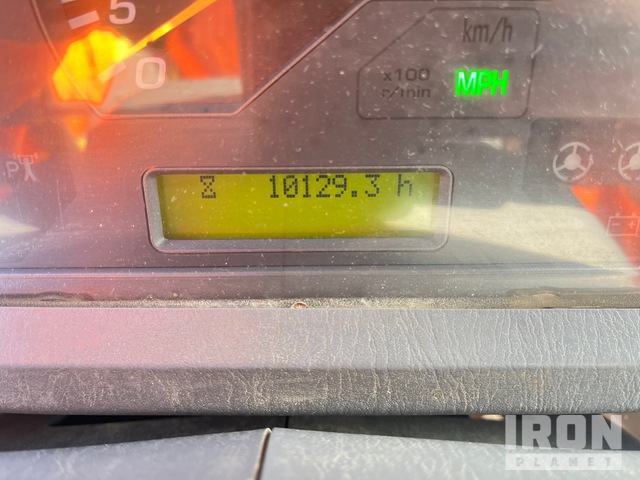 5
0
km/h
x100
r/min
MPH
P
10129.3 h
IRON
PLANET